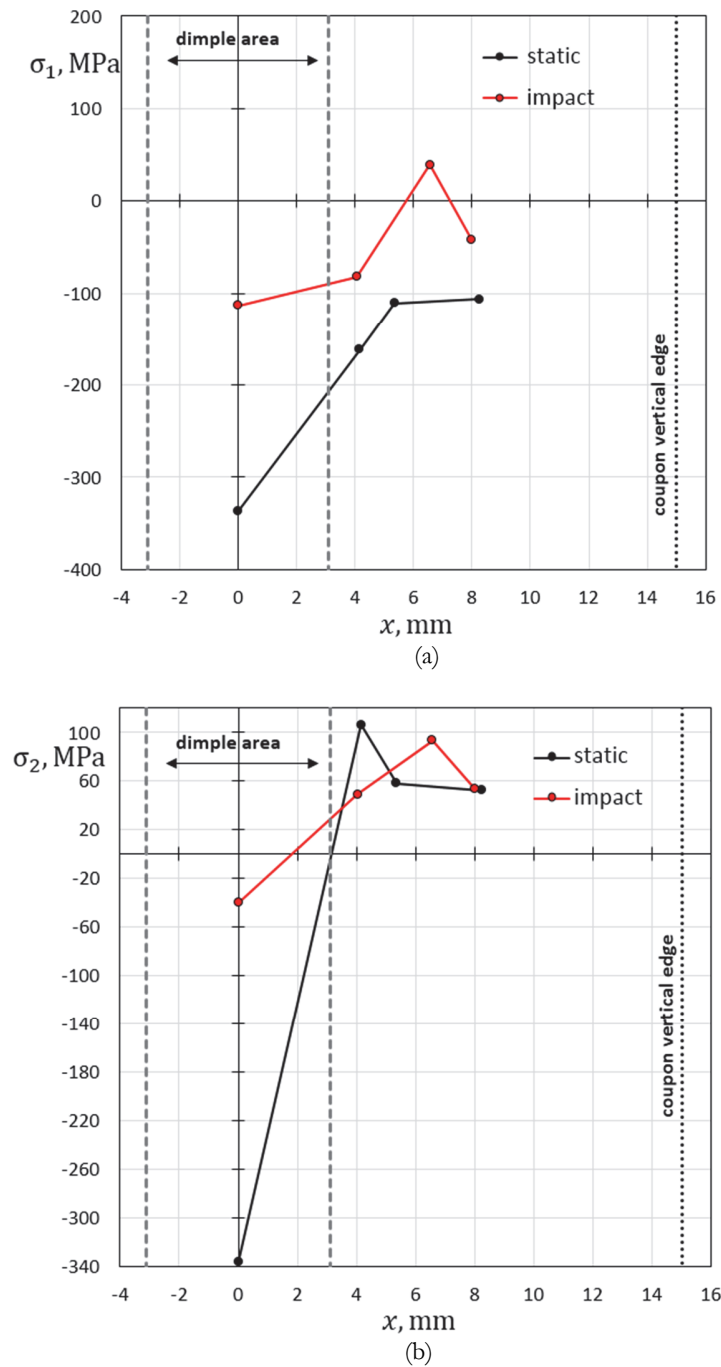 200
dimple area
σ₁, MPa
static
100
impact
0
-100
-200
-300
-400
coupon vertical edge
-4 -2 0 2 4 6 8 10 12 14 16
x, mm
(a)
100
dimple area
σ₂, MPa
static
60
impact
20
-20
-60
-100
-140
-180
-220
-260
-300
-340
coupon vertical edge
-4 -2 0 2 4 6 8 10 12 14 16
x, mm
(b)